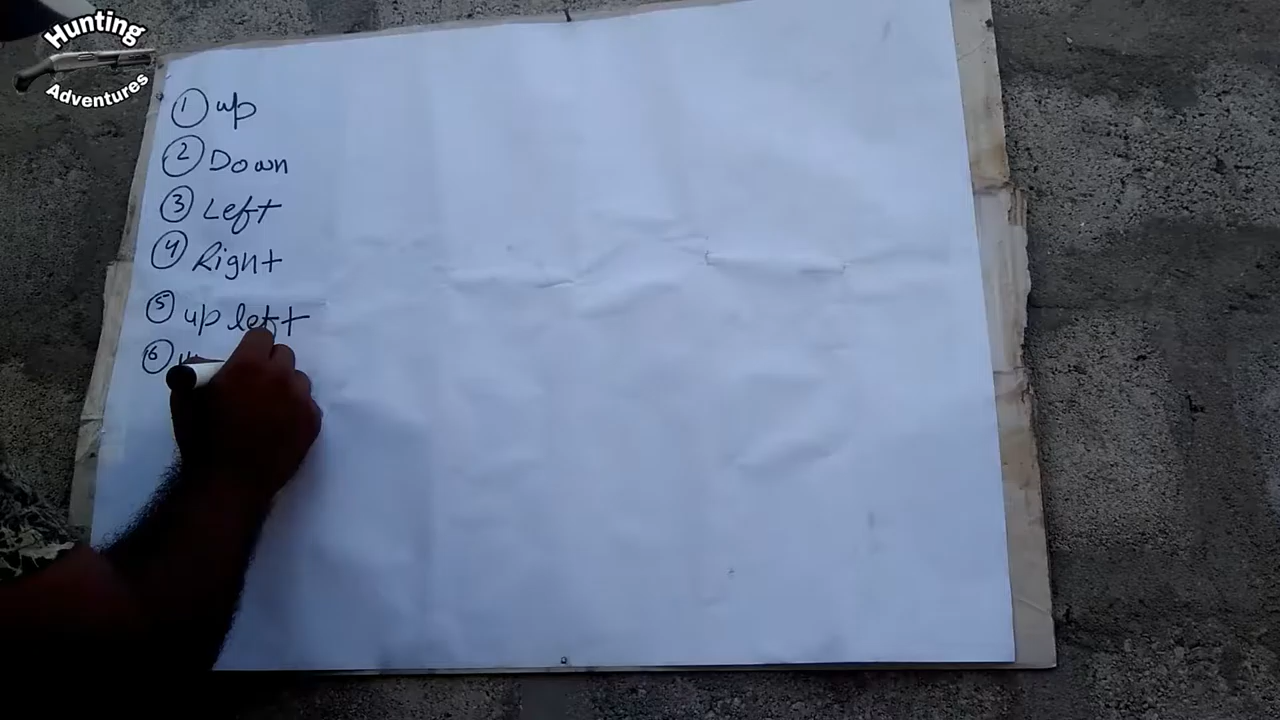 Hunting
Adventures
1 up
2 Down
3 Left
4 Right
5 up left
6